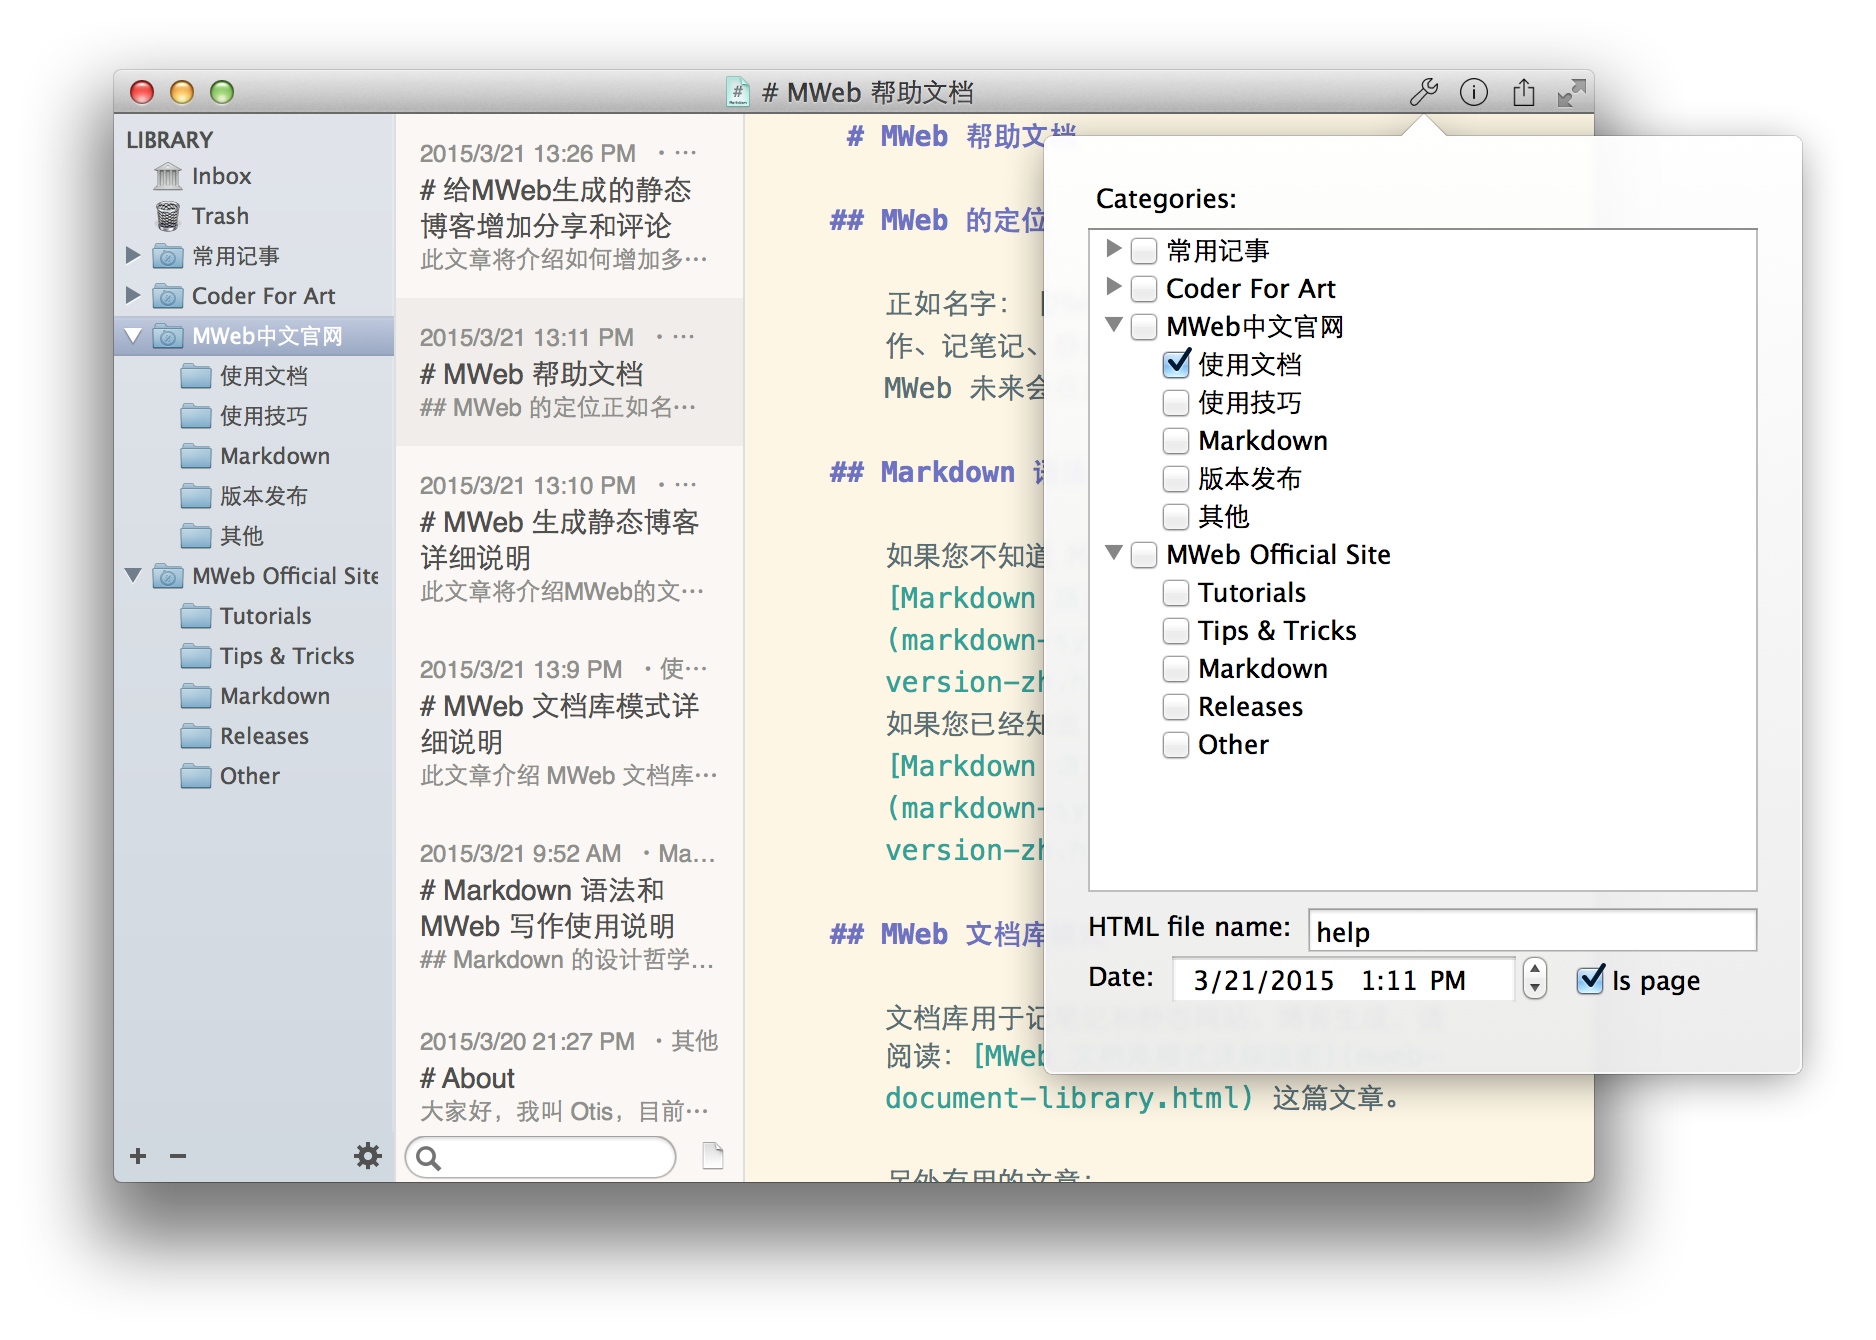 # MWeb 帮助文档
LIBRARY
Inbox
Trash
常用记事
Coder For Art
MWeb中文官网
使用文档
使用技巧
Markdown
版本发布
其他
MWeb Official Site
Tutorials
Tips & Tricks
Markdown
Releases
Other
2015/3/21 13:26 PM ・…
# 给MWeb生成的静态
博客增加分享和评论
此文章将介绍如何增加多…
2015/3/21 13:11 PM ・…
# MWeb 帮助文档
## MWeb 的定位正如名…
2015/3/21 13:10 PM ・…
# MWeb 生成静态博客
详细说明
此文章将介绍MWeb的文…
2015/3/21 13:9 PM ・使…
# MWeb 文档库模式详
细说明
此文章介绍 MWeb 文档库…
2015/3/21 9:52 AM ・Ma…
# Markdown 语法和
MWeb 写作使用说明
## Markdown 的设计哲学…
2015/3/20 21:27 PM ・其他
# About
大家好，我叫 Otis，目前…
# MWeb 帮助文档
## MWeb 的定位
正如名字：
作、记笔记、
MWeb 未来会
## Markdown
如果您不知道
[Markdown
(markdown-
version-zh
如果您已经知
[Markdown
(markdown-
version-zh
## MWeb 文档库
文档库用于记
阅读：[MWeb
document-library.html) 这篇文章。
另外有用的文章：
Categories:
常用记事
Coder For Art
MWeb中文官网
使用文档
使用技巧
Markdown
版本发布
其他
MWeb Official Site
Tutorials
Tips & Tricks
Markdown
Releases
Other
HTML file name: help
Date: 3/21/2015 1:11 PM Is page